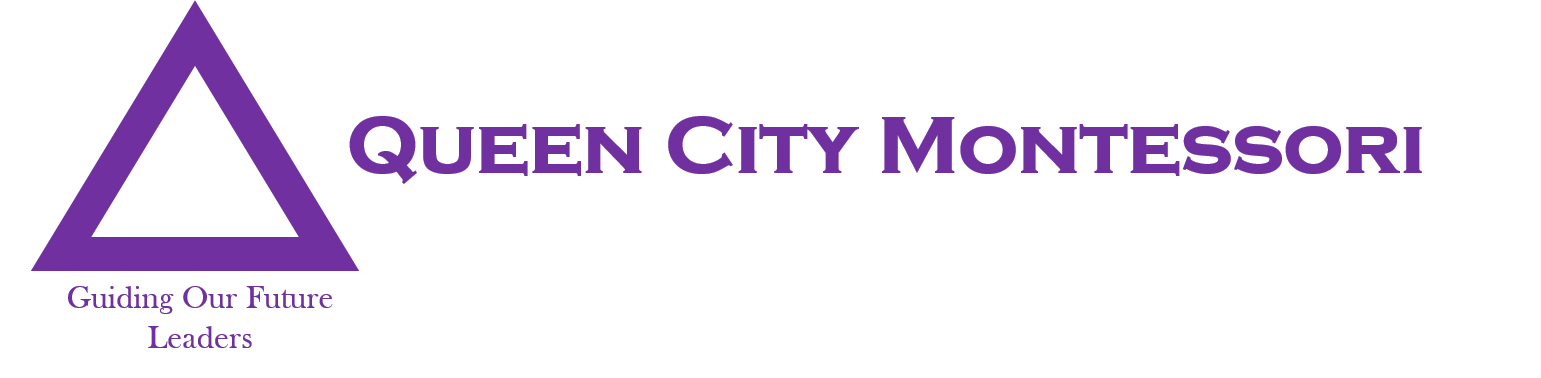 Queen City Montessori
Guiding Our Future
Leaders